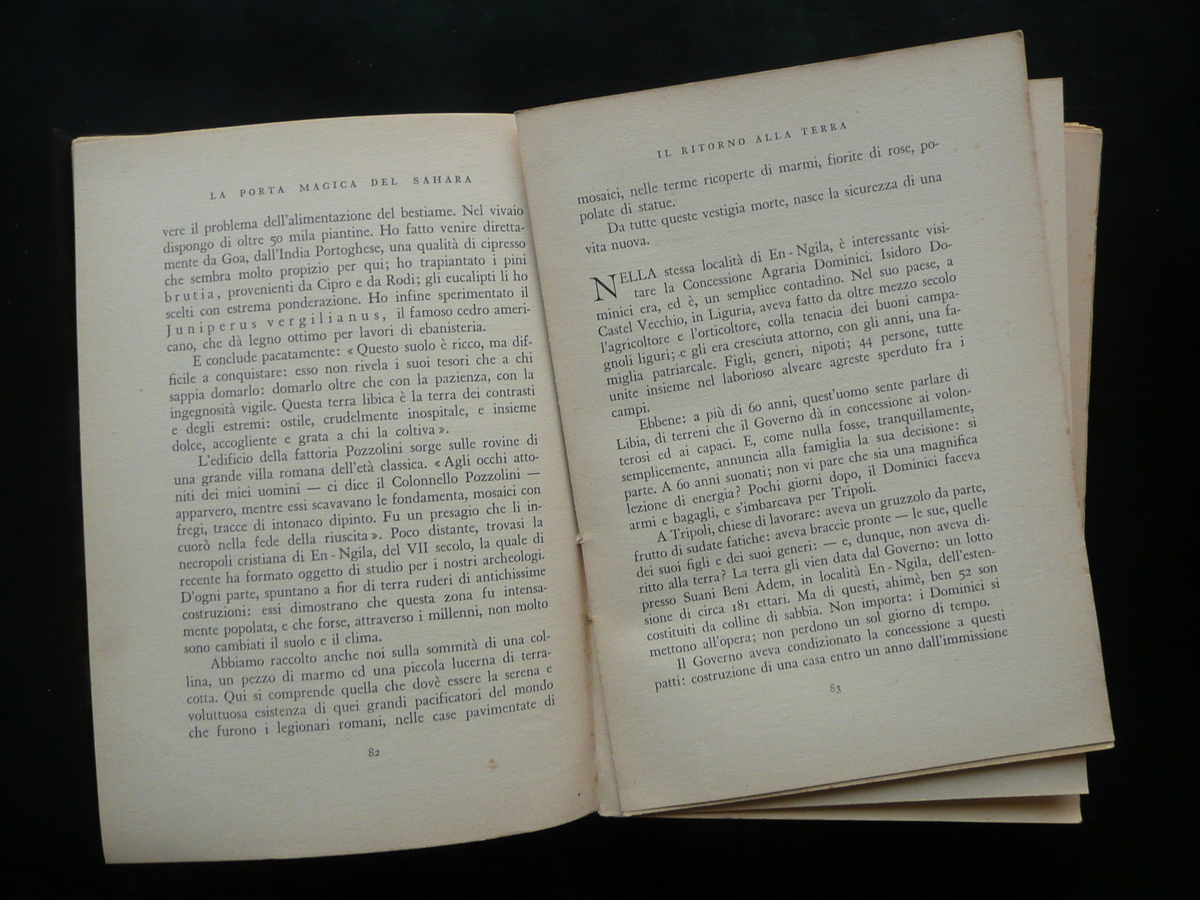 LA PORTA MAGICA DEL SAHARA
vere il problema dell'alimentazione del bestiame. Nel vivaio
dispongo di oltre 50 mila piantine. Ho fatto venire diretta-
mente da Goa, dall'India Portoghese, una qualità di cipresso
che sembra molto propizio per qui; ho trapiantato i pini
brutia, provenienti da Cipro e da Rodi; gli eucalipti li ho
scelti con estrema ponderazione. Ho infine sperimentato il
Juniperus vergilianus, il famoso cedro ameri-
cano, che dà legno ottimo per lavori di ebanisteria.
E conclude pacatamente: « Questo suolo è ricco, ma dif-
ficile a conquistare: esso non rivela i suoi tesori che a chi
sappia domarlo: domarlo oltre che con la pazienza, con la
ingegnosità vigile. Questa terra libica è la terra dei contrasti
e degli estremi: ostile, crudelmente inospitale, e insieme
dolce, accogliente e grata a chi la coltiva ».
L'edificio della fattoria Pozzolini sorge sulle rovine di
una grande villa romana dell'età classica. « Agli occhi atto-
niti dei miei uomini — ci dice il Colonnello Pozzolini —
apparvero, mentre essi scavavano le fondamenta, mosaici con
fregi, tracce di intonaco dipinto. Fu un presagio che li in-
cuorò nella fede della riuscita ». Poco distante, trovasi la
necropoli cristiana di En - Ngila, del VII secolo, la quale di
recente ha formato oggetto di studio per i nostri archeologi.
D'ogni parte, spuntano a fior di terra ruderi di antichissime
costruzioni: essi dimostrano che questa zona fu intensa-
mente popolata, e che forse, attraverso i millenni, non molto
sono cambiati il suolo e il clima.
Abbiamo raccolto anche noi sulla sommità di una col-
lina, un pezzo di marmo ed una piccola lucerna di terra-
cotta. Qui si comprende quella che dovè essere la serena e
voluttuosa esistenza di quei grandi pacificatori del mondo
che furono i legionari romani, nelle case pavimentate di
82
IL RITORNO ALLA TERRA
mosaici, nelle terme ricoperte di marmi, fiorite di rose, po-
polate di statue.
Da tutte queste vestigia morte, nasce la sicurezza di una
vita nuova.
NELLA stessa località di En - Ngila, è interessante visi-
tare la Concessione Agraria Dominici. Isidoro Do-
minici era, ed è, un semplice contadino. Nel suo paese, a
Castel Vecchio, in Liguria, aveva fatto da oltre mezzo secolo
l'agricoltore e l'orticoltore, colla tenacia dei buoni campa-
gnoli liguri; e gli era cresciuta attorno, con gli anni, una fa-
miglia patriarcale. Figli, generi, nipoti; 44 persone, tutte
unite insieme nel laborioso alveare agreste sperduto fra i
campi.
Ebbene: a più di 60 anni, quest'uomo sente parlare di
Libia, di terreni che il Governo dà in concessione ai volon-
terosi ed ai capaci. E, come nulla fosse, tranquillamente,
semplicemente, annuncia alla famiglia la sua decisione: si
parte. A 60 anni suonati; non vi pare che sia una magnifica
lezione di energia? Pochi giorni dopo, il Dominici faceva
armi e bagagli, e s'imbarcava per Tripoli.
A Tripoli, chiese di lavorare: aveva un gruzzolo da parte,
frutto di sudate fatiche: aveva braccie pronte — le sue, quelle
dei suoi figli e dei suoi generi: — e, dunque, non aveva di-
ritto alla terra? La terra gli vien data dal Governo: un lotto
presso Suani Beni Adem, in località En - Ngila, dell'esten-
sione di circa 181 ettari. Ma di questi, ahimè, ben 52 son
costituiti da colline di sabbia. Non importa: i Dominici si
mettono all'opera; non perdono un sol giorno di tempo.
Il Governo aveva condizionato la concessione a questi
patti: costruzione di una casa entro un anno dall'immissione
83